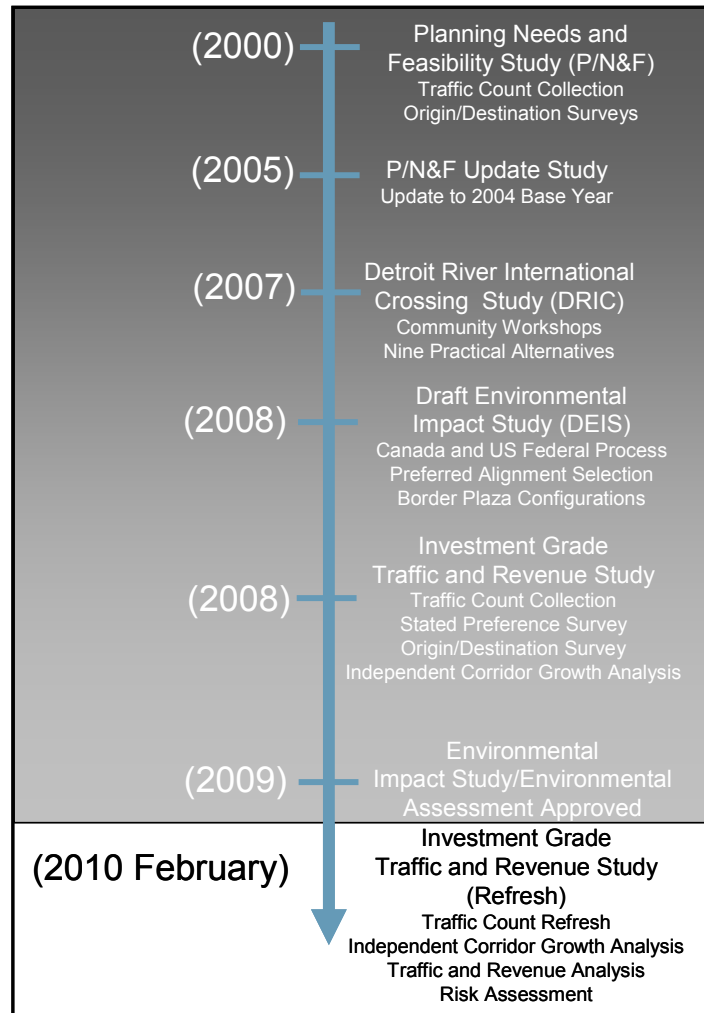 (2000)
Planning Needs and
Feasibility Study (P/N&F)
Traffic Count Collection
Origin/Destination Surveys
(2005)
P/N&F Update Study
Update to 2004 Base Year
(2007)
Detroit River International
Crossing Study (DRIC)
Community Workshops
Nine Practical Alternatives
(2008)
Draft Environmental
Impact Study (DEIS)
Canada and US Federal Process
Preferred Alignment Selection
Border Plaza Configurations
(2008)
Investment Grade
Traffic and Revenue Study
Traffic Count Collection
Stated Preference Survey
Origin/Destination Survey
Independent Corridor Growth Analysis
(2009)
Environmental
Impact Study/Environmental
Assessment Approved
(2010 February)
Investment Grade
Traffic and Revenue Study
(Refresh)
Traffic Count Refresh
Independent Corridor Growth Analysis
Traffic and Revenue Analysis
Risk Assessment